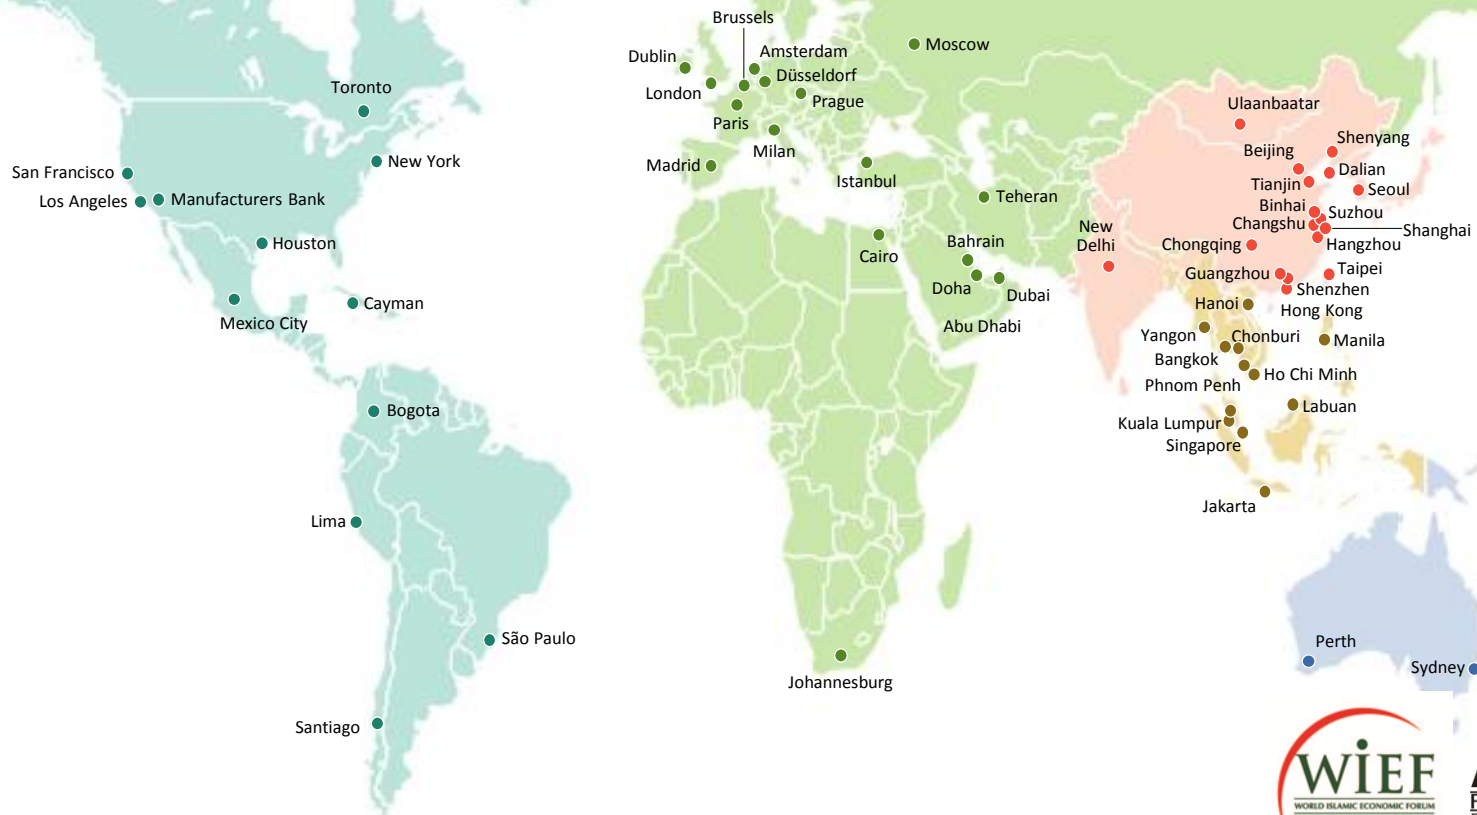 Brussels
Dublin
Amsterdam
Moscow
Düsseldorf
London
Prague
Paris
Milan
Madrid
Istanbul
Teheran
Cairo
Bahrain
Doha
Dubai
Abu Dhabi
Johannesburg
Toronto
New York
San Francisco
Los Angeles
Manufacturers Bank
Houston
Mexico City
Cayman
Bogota
Lima
São Paulo
Santiago
Ulaanbaatar
Shenyang
Beijing
Dalian
Tianjin
Seoul
Binhai
Suzhou
Changshu
Shanghai
Hangzhou
New
Delhi
Chongqing
Guangzhou
Taipei
Shenzhen
Hong Kong
Hanoi
Yangon
Chonburi
Manila
Bangkok
Phnom Penh
Ho Chi Minh
Labuan
Kuala Lumpur
Singapore
Jakarta
Perth
Sydney
WiEF
WORLD ISLAMIC ECONOMIC FORUM